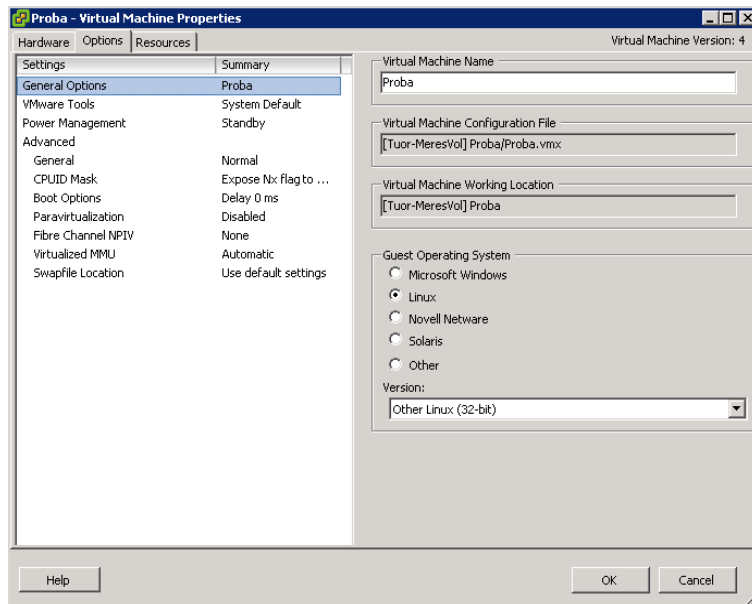 Proba - Virtual Machine Properties
Hardware Options Resources Virtual Machine Version: 4
Settings Summary
General Options Proba
VMware Tools System Default
Power Management Standby
Advanced
General Normal
CPUID Mask Expose Nx flag to ...
Boot Options Delay 0 ms
Paravirtualization Disabled
Fibre Channel NPIV None
Virtualized MMU Automatic
Swapfile Location Use default settings
Virtual Machine Name
Proba
Virtual Machine Configuration File
[Tuor-MeresVol] Proba/Proba.vmx
Virtual Machine Working Location
[Tuor-MeresVol] Proba
Guest Operating System
Microsoft Windows
Linux
Novell Netware
Solaris
Other
Version:
Other Linux (32-bit)
Help OK Cancel